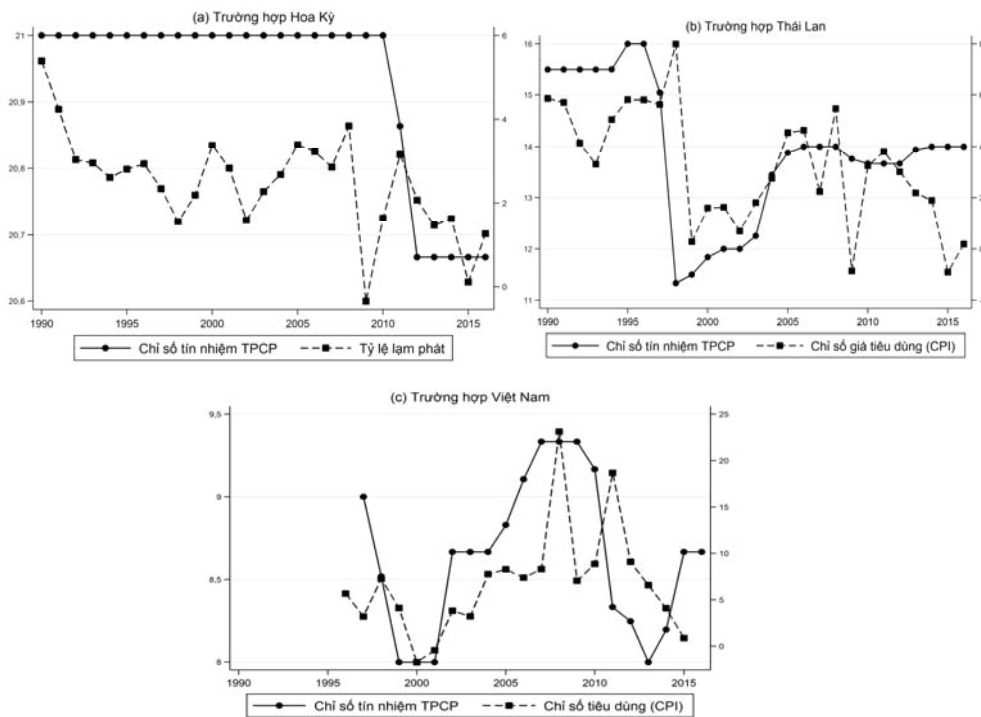 (a) Trường hợp Hoa Kỳ
21
20,9
20,8
20,7
20,6
6
4
2
0
1990 1995 2000 2005 2010 2015
Chỉ số tín nhiệm TPCP Tỷ lệ lạm phát
(b) Trường hợp Thái Lan
16
15
14
13
12
11
1990 1995 2000 2005 2010 2015
Chỉ số tín nhiệm TPCP Chỉ số giá tiêu dùng (CPI)
(c) Trường hợp Việt Nam
9,5
9
8,5
8
25
20
15
10
5
0
1990 1995 2000 2005 2010 2015
Chỉ số tín nhiệm TPCP Chỉ số tiêu dùng (CPI)